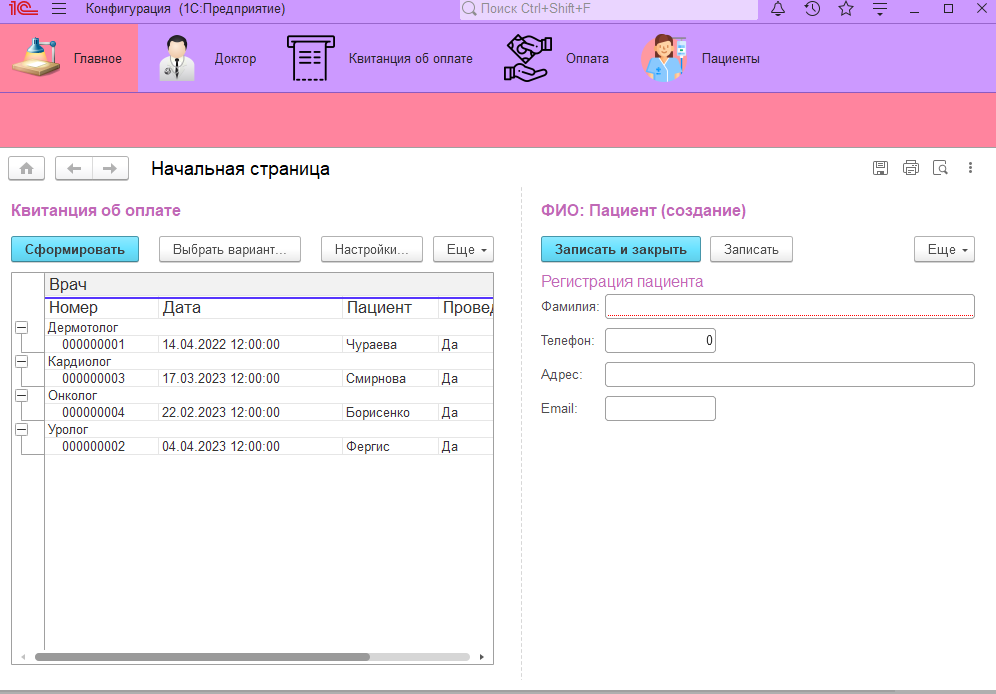 1С Конфигурация (1С:Предприятие) Поиск Ctrl+Shift+F
Главное Доктор Квитанция об оплате Оплата Пациенты
Начальная страница
Квитанция об оплате
Сформировать Выбрать вариант... Настройки... Еще
Врач
Номер Дата Пациент Провед
Дермотолог
000000001 14.04.2022 12:00:00 Чураева Да
Кардиолог
000000003 17.03.2023 12:00:00 Смирнова Да
Онколог
000000004 22.02.2023 12:00:00 Борисенко Да
Уролог
000000002 04.04.2023 12:00:00 Фергис Да
ФИО: Пациент (создание)
Записать и закрыть Записать Еще
Регистрация пациента
Фамилия:
Телефон: 0
Адрес:
Email: